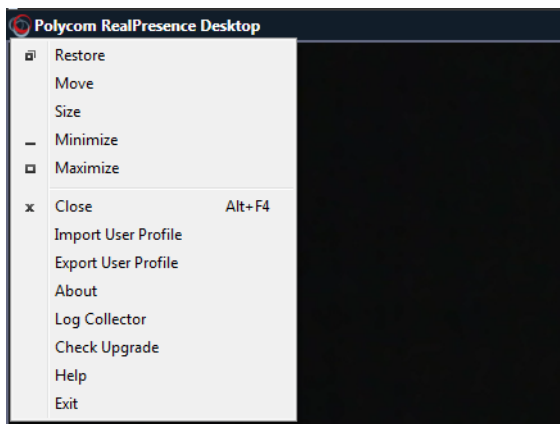 Polycom RealPresence Desktop
Restore
Move
Size
Minimize
Maximize
Close Alt+F4
Import User Profile
Export User Profile
About
Log Collector
Check Upgrade
Help
Exit